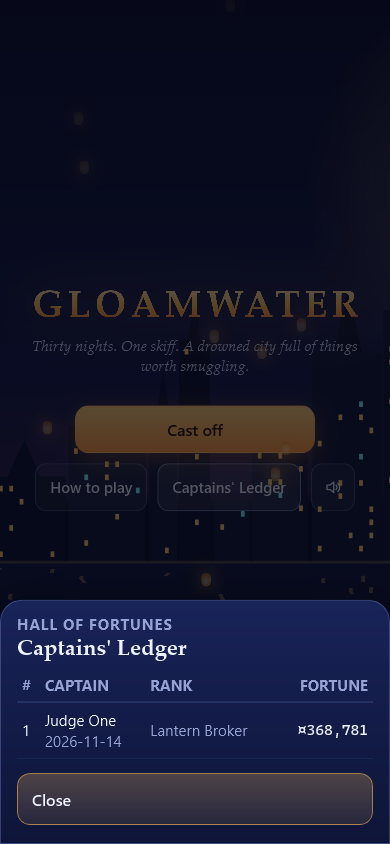 GLOAMWATER
Thirty nights. One skiff. A drowned city full of things
worth smuggling.
Cast off
How to play
Captains' Ledger
HALL OF FORTUNES
Captains' Ledger
# CAPTAIN RANK FORTUNE
1 Judge One Lantern Broker ¤368,781
2026-11-14
Close